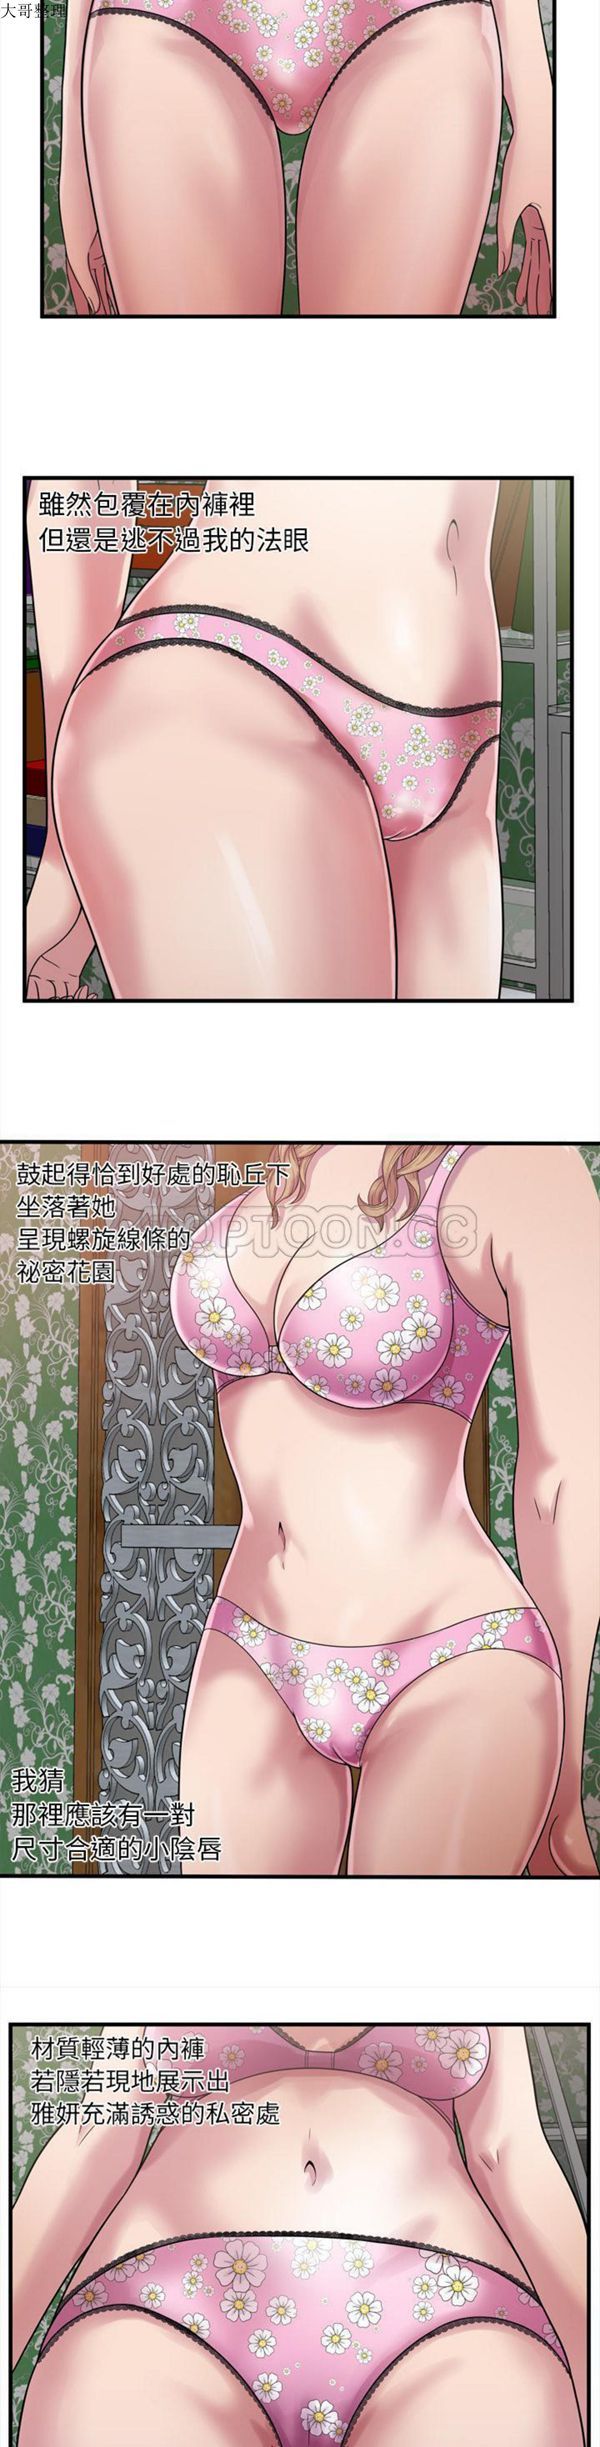 大哥整理
雖然包覆在內褲裡
但還是逃不過我的法眼
鼓起得恰到好處的恥丘下
坐落著她
呈現螺旋線條的
祕密花園
TOPTOON.CC
我猜
那裡應該有一對
尺寸合適的小陰唇
材質輕薄的內褲
若隱若現地展示出
雅妍充滿誘惑的私密處